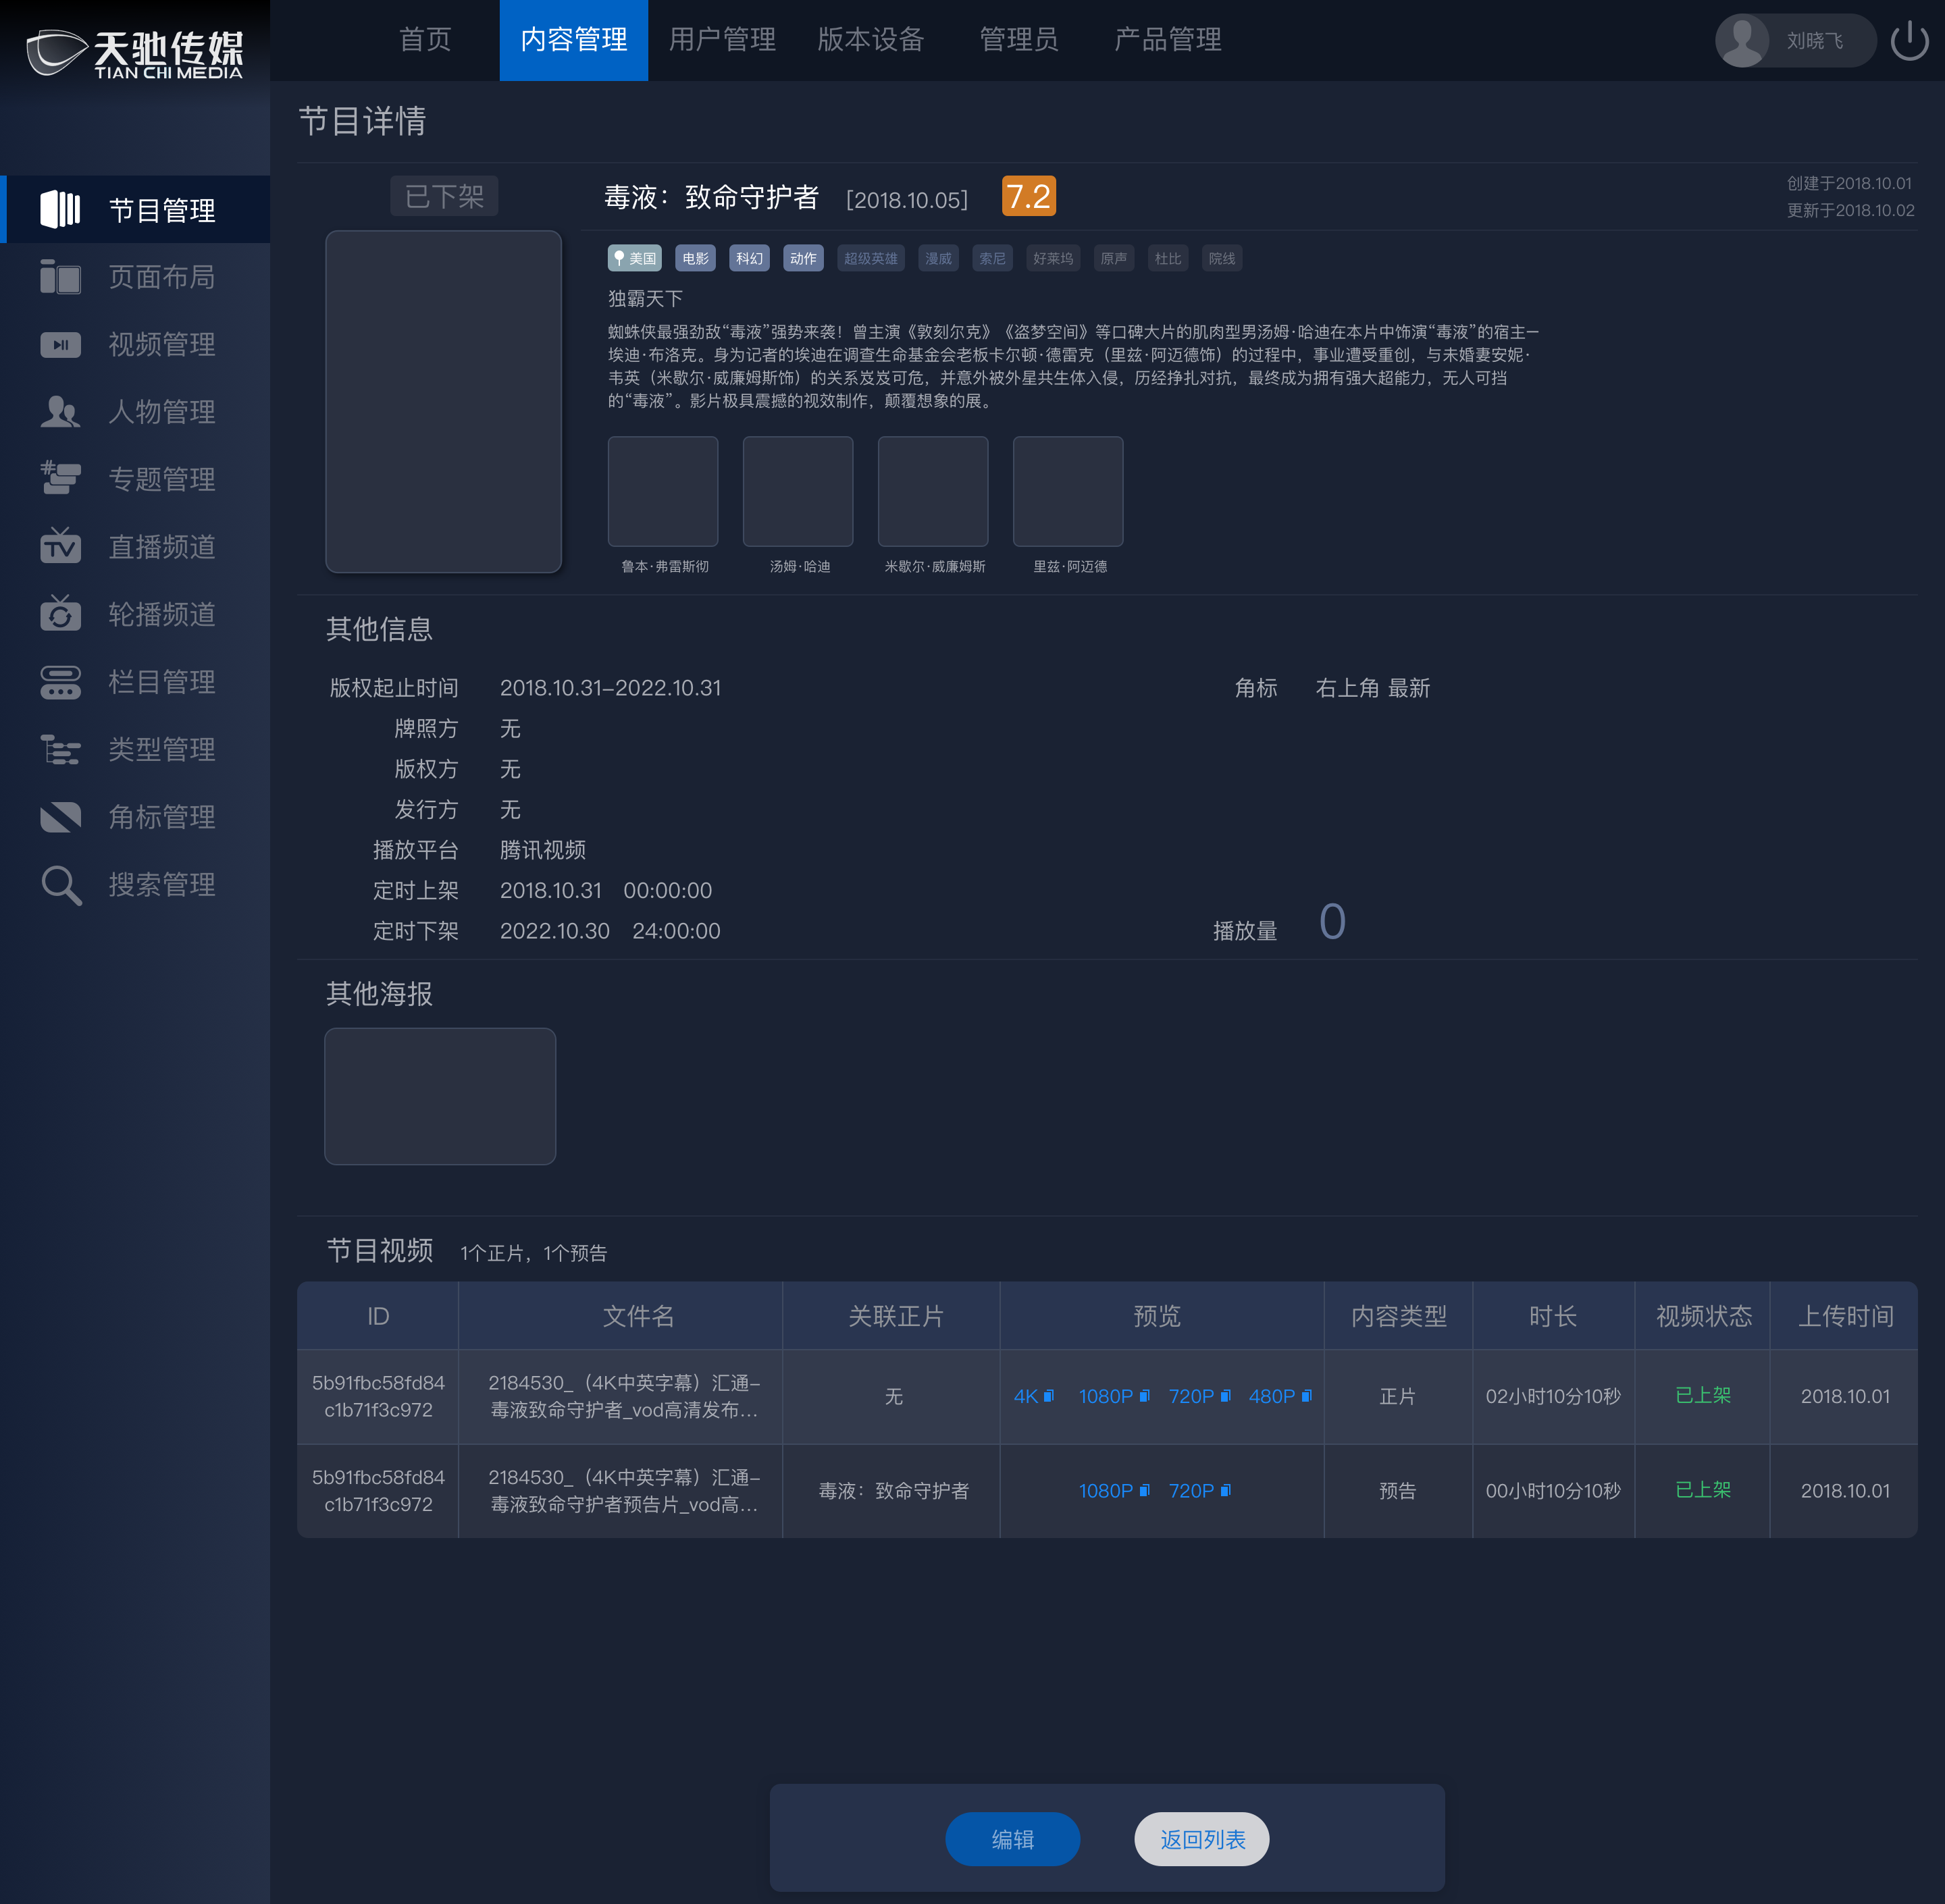 天驰传媒
TIAN CHI MEDIA
首页
内容管理
用户管理
版本设备
管理员
产品管理
刘晓飞
节目管理
页面布局
视频管理
人物管理
专题管理
直播频道
轮播频道
栏目管理
类型管理
角标管理
搜索管理
节目详情
已下架
毒液：致命守护者 [2018.10.05] 7.2
创建于2018.10.01
更新于2018.10.02
美国 电影 科幻 动作 超级英雄 漫威 索尼 好莱坞 原声 杜比 院线
独霸天下
蜘蛛侠最强劲敌“毒液”强势来袭！曾主演《敦刻尔克》《盗梦空间》等口碑大片的肌肉型男汤姆·哈迪在本片中饰演“毒液”的宿主—
埃迪·布洛克。身为记者的埃迪在调查生命基金会老板卡尔顿·德雷克（里兹·阿迈德饰）的过程中，事业遭受重创，与未婚妻安妮·
韦英（米歇尔·威廉姆斯饰）的关系岌岌可危，并意外被外星共生体入侵，历经挣扎对抗，最终成为拥有强大超能力，无人可挡
的“毒液”。影片极具震撼的视效制作，颠覆想象的展。
鲁本·弗雷斯彻
汤姆·哈迪
米歇尔·威廉姆斯
里兹·阿迈德
其他信息
版权起止时间 2018.10.31-2022.10.31
角标 右上角 最新
牌照方 无
版权方 无
发行方 无
播放平台 腾讯视频
定时上架 2018.10.31 00:00:00
定时下架 2022.10.30 24:00:00
播放量 0
其他海报
节目视频 1个正片，1个预告
ID 文件名 关联正片 预览 内容类型 时长 视频状态 上传时间
5b91fbc58fd84
c1b71f3c972
2184530_（4K中英字幕）汇通-
毒液致命守护者_vod高清发布...
无
4K 1080P 720P 480P
正片
02小时10分10秒
已上架
2018.10.01
5b91fbc58fd84
c1b71f3c972
2184530_（4K中英字幕）汇通-
毒液致命守护者预告片_vod高...
毒液：致命守护者
1080P 720P
预告
00小时10分10秒
已上架
2018.10.01
编辑
返回列表